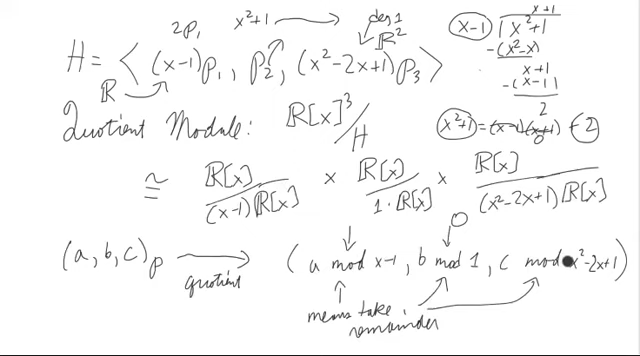 2p₁ x²+1 → deg 1
H = ⟨ (x-1)p₁ , p₂ , (x²-2x+1)p₃ ⟩
ℝ ℝ²
x-1 | x²+1
x+1
-(x²-x)
x+1
-(x-1)
2
Quotient Module: ℝ[x]³/H
x²+1 = (x-1)(x+1) + 2
0
≅ ℝ[x]/(x-1)ℝ[x] × ℝ[x]/1·ℝ[x] × ℝ[x]/(x²-2x+1)ℝ[x]
0
(a, b, c)ₚ → ( a mod x-1 , b mod 1 , c mod x²-2x+1)
quotient
means take
remainder